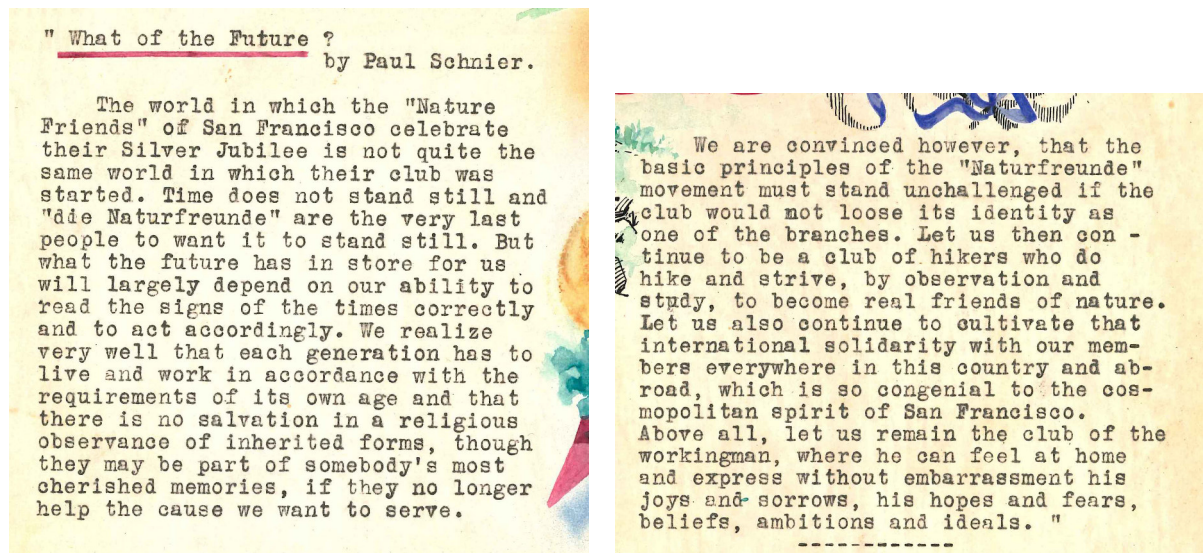 " What of the Future ?
by Paul Schnier.
The world in which the "Nature
Friends" of San Francisco celebrate
their Silver Jubilee is not quite the
same world in which their club was
started. Time does not stand still and
"die Naturfreunde" are the very last
people to want it to stand still. But
what the future has in store for us
will largely depend on our ability to
read the signs of the times correctly
and to act accordingly. We realize
very well that each generation has to
live and work in accordance with the
requirements of its own age and that
there is no salvation in a religious
observance of inherited forms, though
they may be part of somebody's most
cherished memories, if they no longer
help the cause we want to serve.
We are convinced however, that the
basic principles of the "Naturfreunde"
movement must stand unchallenged if the
club would not loose its identity as
one of the branches. Let us then con -
tinue to be a club of hikers who do
hike and strive, by observation and
study, to become real friends of nature.
Let us also continue to cultivate that
international solidarity with our mem-
bers everywhere in this country and ab-
road, which is so congenial to the cos-
mopolitan spirit of San Francisco.
Above all, let us remain the club of the
workingman, where he can feel at home
and express without embarrassment his
joys and sorrows, his hopes and fears,
beliefs, ambitions and ideals. "
------------